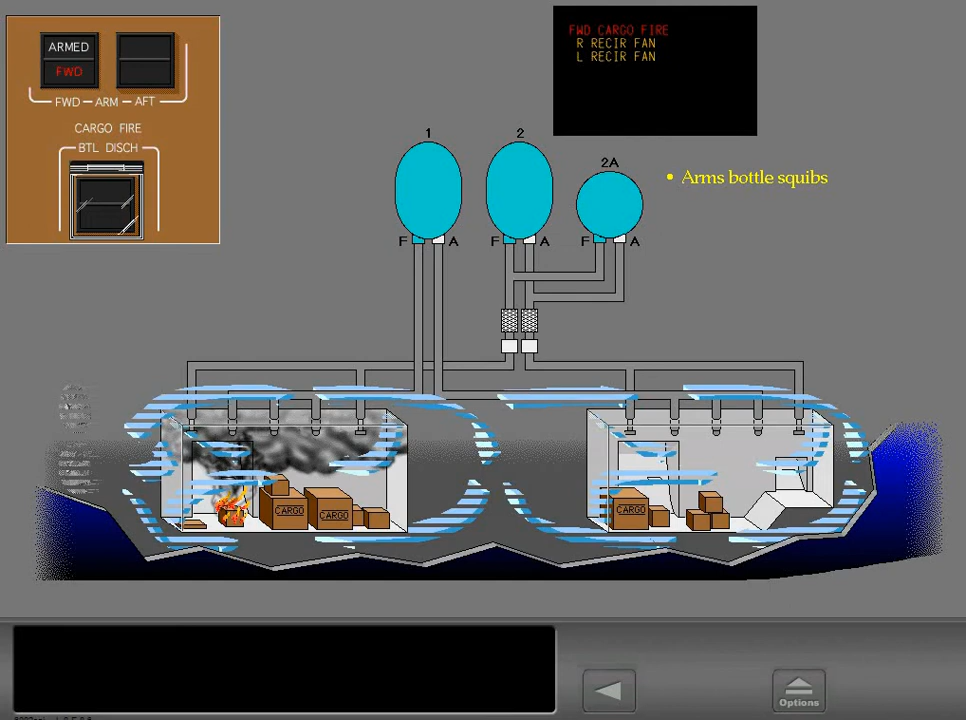 ARMED
FWD
FWD — ARM — AFT
CARGO FIRE
BTL DISCH
FWD CARGO FIRE
R RECIR FAN
L RECIR FAN
1
2
2A
• Arms bottle squibs
F A
F A
F A
CARGO
CARGO
CARGO
Options